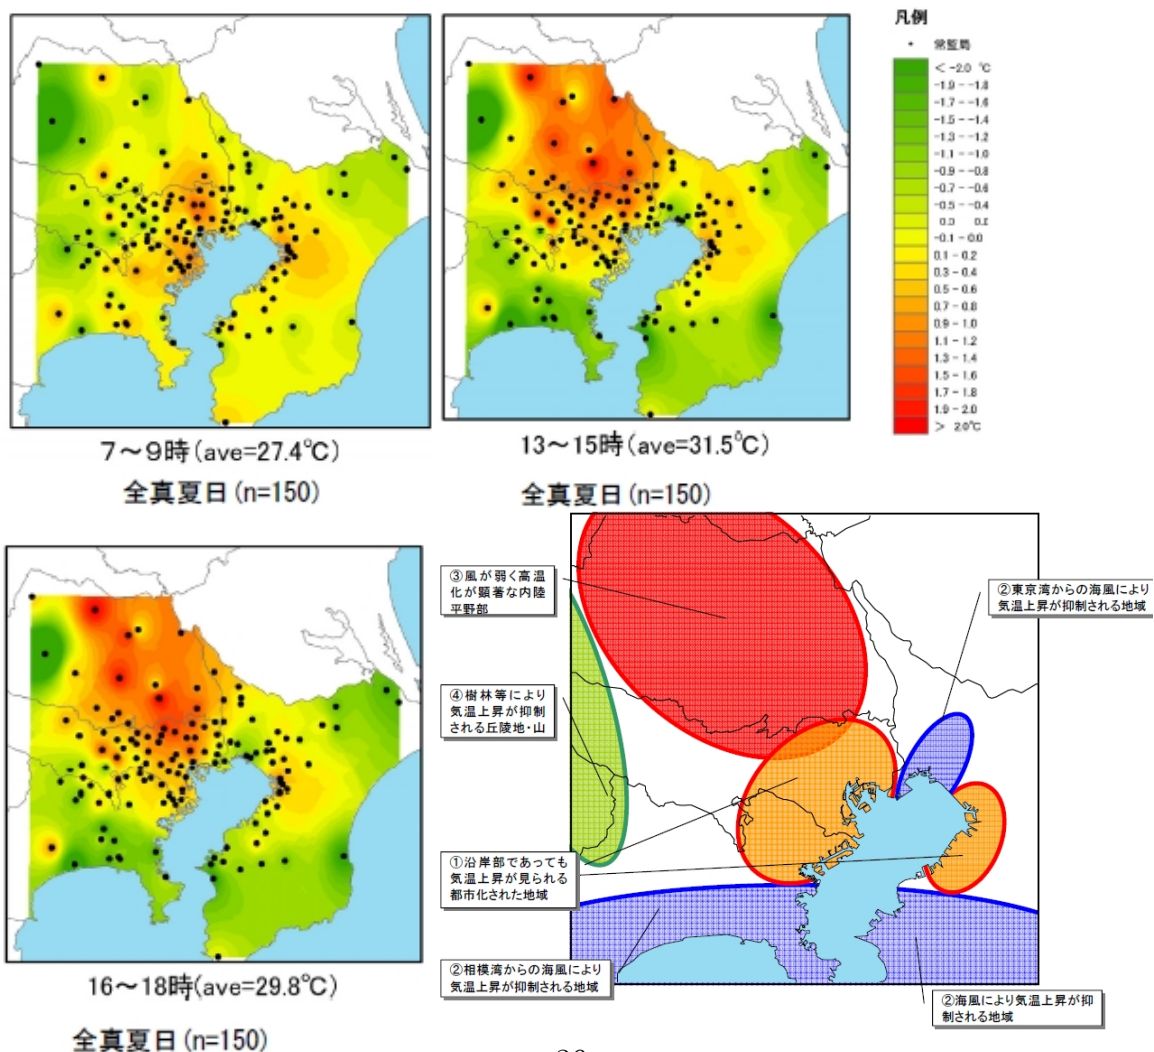 凡例
常監局
< -2.0 ℃
-1.9 - -1.8
-1.7 - -1.6
-1.5 - -1.4
-1.3 - -1.2
-1.1 - -1.0
-0.9 - -0.8
-0.7 - -0.6
-0.5 - -0.4
-0.1 - 0.0
0.1 - 0.2
0.3 - 0.4
0.5 - 0.6
0.7 - 0.8
0.9 - 1.0
1.1 - 1.2
1.3 - 1.4
1.5 - 1.6
1.7 - 1.8
1.9 - 2.0
> 2.0℃
7～9時(ave=27.4℃)
全真夏日(n=150)
13～15時(ave=31.5℃)
全真夏日(n=150)
16～18時(ave=29.8℃)
全真夏日(n=150)
③風が弱く高温
化が顕著な内陸
平野部
②東京湾からの海風により
気温上昇が抑制される地域
④樹林等により
気温上昇が抑制
される丘陵地・山
①沿岸部であっても
気温上昇が見られる
都市化された地域
②相模湾からの海風により
気温上昇が抑制される地域
②海風により気温上昇が抑
制される地域